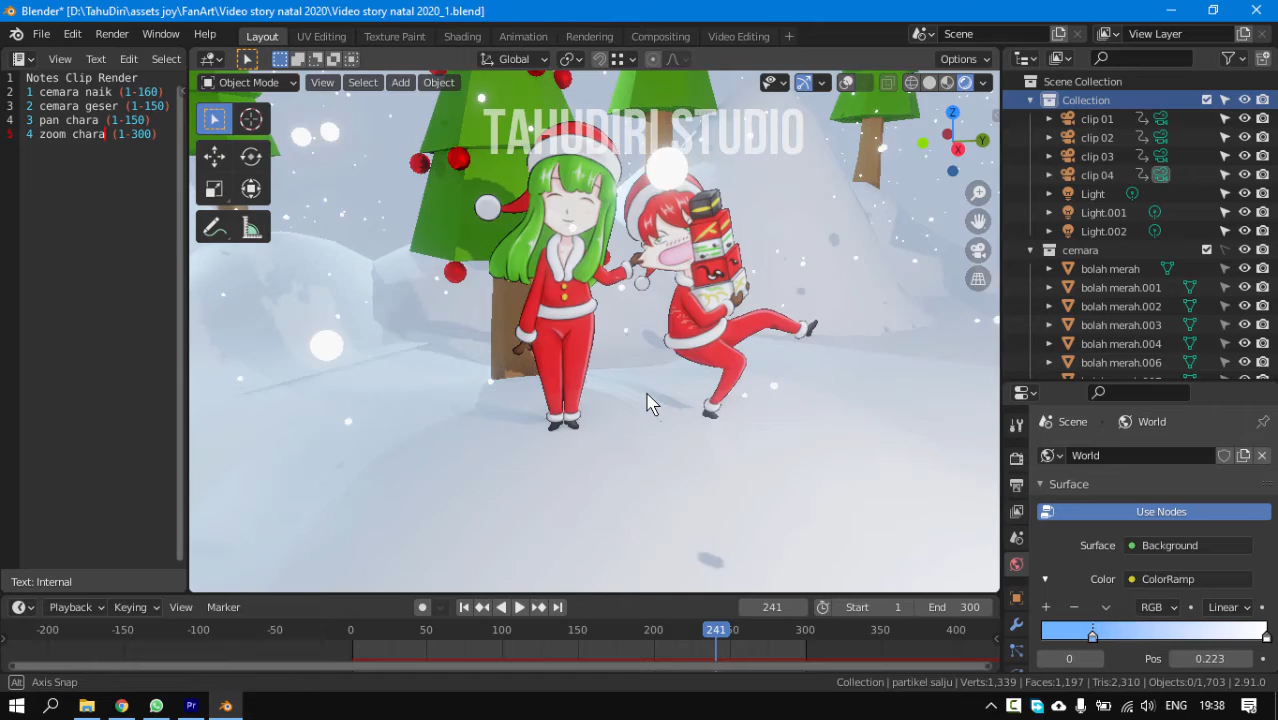 Blender* [D:\TahuDiri\assets joy\FanArt\Video story natal 2020\Video story natal 2020_1.blend]
File Edit Render Window Help Layout UV Editing Texture Paint Shading Animation Rendering Compositing Video Editing + Scene View Layer
View Text Edit Select Global Options
Object Mode View Select Add Object
1 Notes Clip Render
2 1 cemara naik (1-160)
3 2 cemara geser (1-150)
4 3 pan chara (1-150)
5 4 zoom chara (1-300)
TAHUDIRI STUDIO
Z
Y
X
Scene Collection
Collection
clip 01
clip 02
clip 03
clip 04
Light
Light.001
Light.002
cemara
bolah merah
bolah merah.001
bolah merah.002
bolah merah.003
bolah merah.004
bolah merah.006
Scene World
World
Surface
Use Nodes
Surface Background
Color ColorRamp
RGB Linear
0 Pos 0.223
Text: Internal
Playback Keying View Marker 241 Start 1 End 300
-200 -150 -100 -50 0 50 100 150 200 241 50 300 350 400
Alt Axis Snap Collection | partikel salju | Verts:1,339 | Faces:1,197 | Tris:2,310 | Objects:0/1,703 | 2.91.0
Pr ENG 19:38